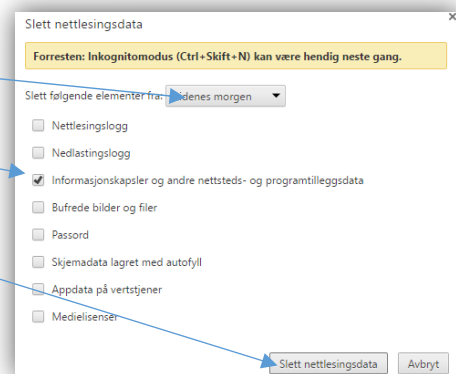 Slett nettlesingsdata
Forresten: Inkognitomodus (Ctrl+Skift+N) kan være hendig neste gang.
Slett følgende elementer fra: tidenes morgen
Nettlesingslogg
Nedlastingslogg
Informasjonskapsler og andre nettsteds- og programtilleggsdata
Bufrede bilder og filer
Passord
Skjemadata lagret med autofyll
Appdata på vertstjener
Medielisenser
Slett nettlesingsdata Avbryt